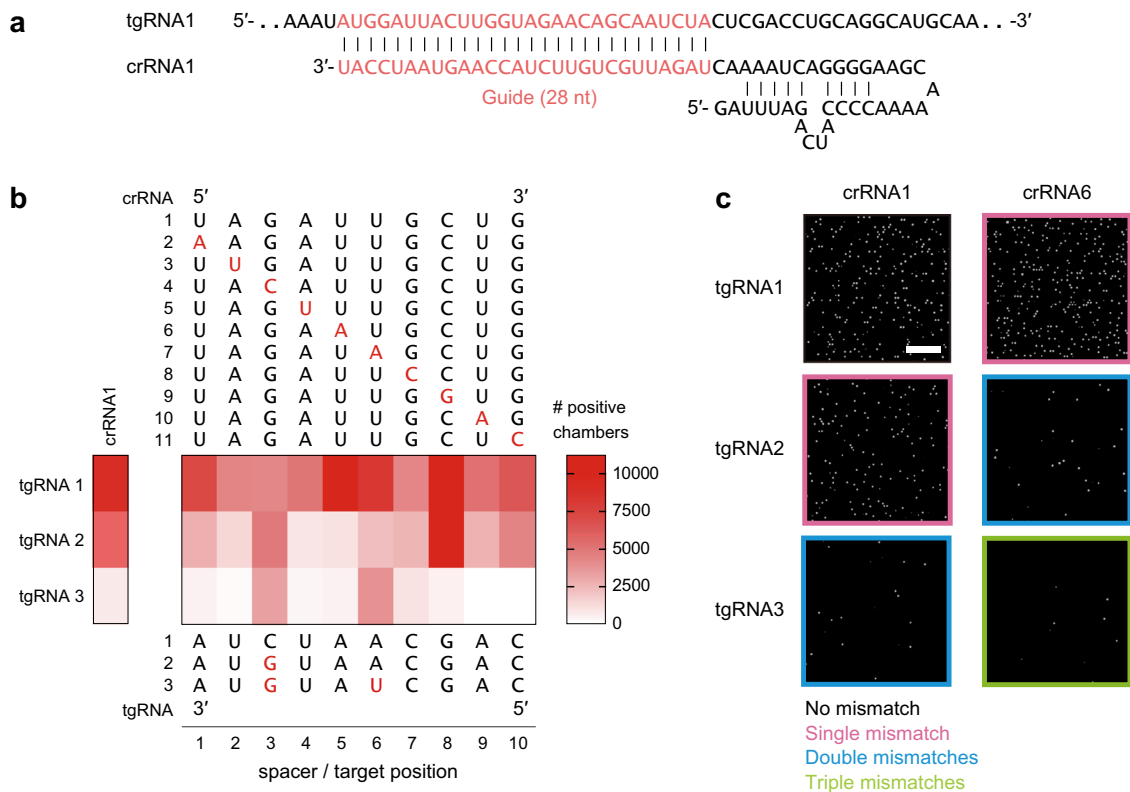 a
tgRNA1 5′- . . AAAUAUGGAUUACUUGGUAGAACAGCAAUCUACUCGACCUGCAGGCAUGCAA . . -3′
crRNA1 3′- UACCUAAUGAACCAUCUUGUCGUUAGAUCAAAAUCAGGGGAAGC
A
Guide (28 nt) 5′- GAUUUAG CCCCAAAA
A A
CU
b
crRNA 5′ 3′
1 U A G A U U G C U G
2 A A G A U U G C U G
3 U U G A U U G C U G
4 U A C A U U G C U G
5 U A G U U U G C U G
6 U A G A A U G C U G
7 U A G A U A G C U G
8 U A G A U U C C U G
9 U A G A U U G G U G
10 U A G A U U G C A G
11 U A G A U U G C U C
crRNA1
# positive
chambers
tgRNA 1
tgRNA 2
tgRNA 3
10000
7500
5000
2500
0
1 A U C U A A C G A C
2 A U G U A A C G A C
3 A U G U A U C G A C
tgRNA 3′ 5′
1 2 3 4 5 6 7 8 9 10
spacer / target position
c
crRNA1 crRNA6
tgRNA1
tgRNA2
tgRNA3
No mismatch
Single mismatch
Double mismatches
Triple mismatches